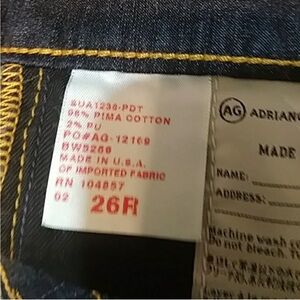 SUA1236-PDT
98% PIMA COTTON
2% PU
PO#AG-12169
BW5256
MADE IN U.S.A.
OF IMPORTED FABRIC
RN 104857
02 26R
AG ADRIANO
MADE
NAME:
ADDRESS:
Machine wash
Do not bleach.